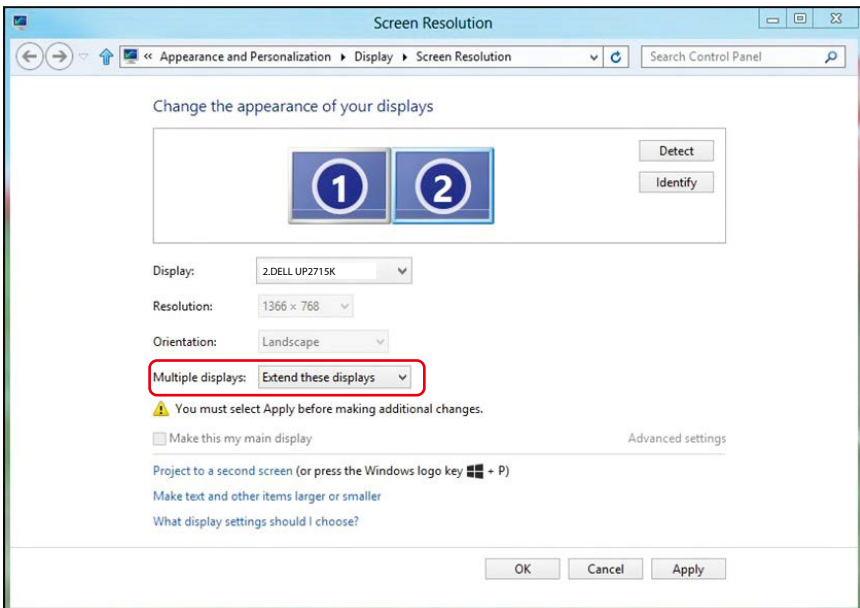 Screen Resolution
« Appearance and Personalization Display Screen Resolution Search Control Panel
Change the appearance of your displays
1 2
Detect
Identify
Display: 2.DELL UP2715K
Resolution: 1366 × 768
Orientation: Landscape
Multiple displays: Extend these displays
You must select Apply before making additional changes.
Make this my main display Advanced settings
Project to a second screen (or press the Windows logo key + P)
Make text and other items larger or smaller
What display settings should I choose?
OK Cancel Apply